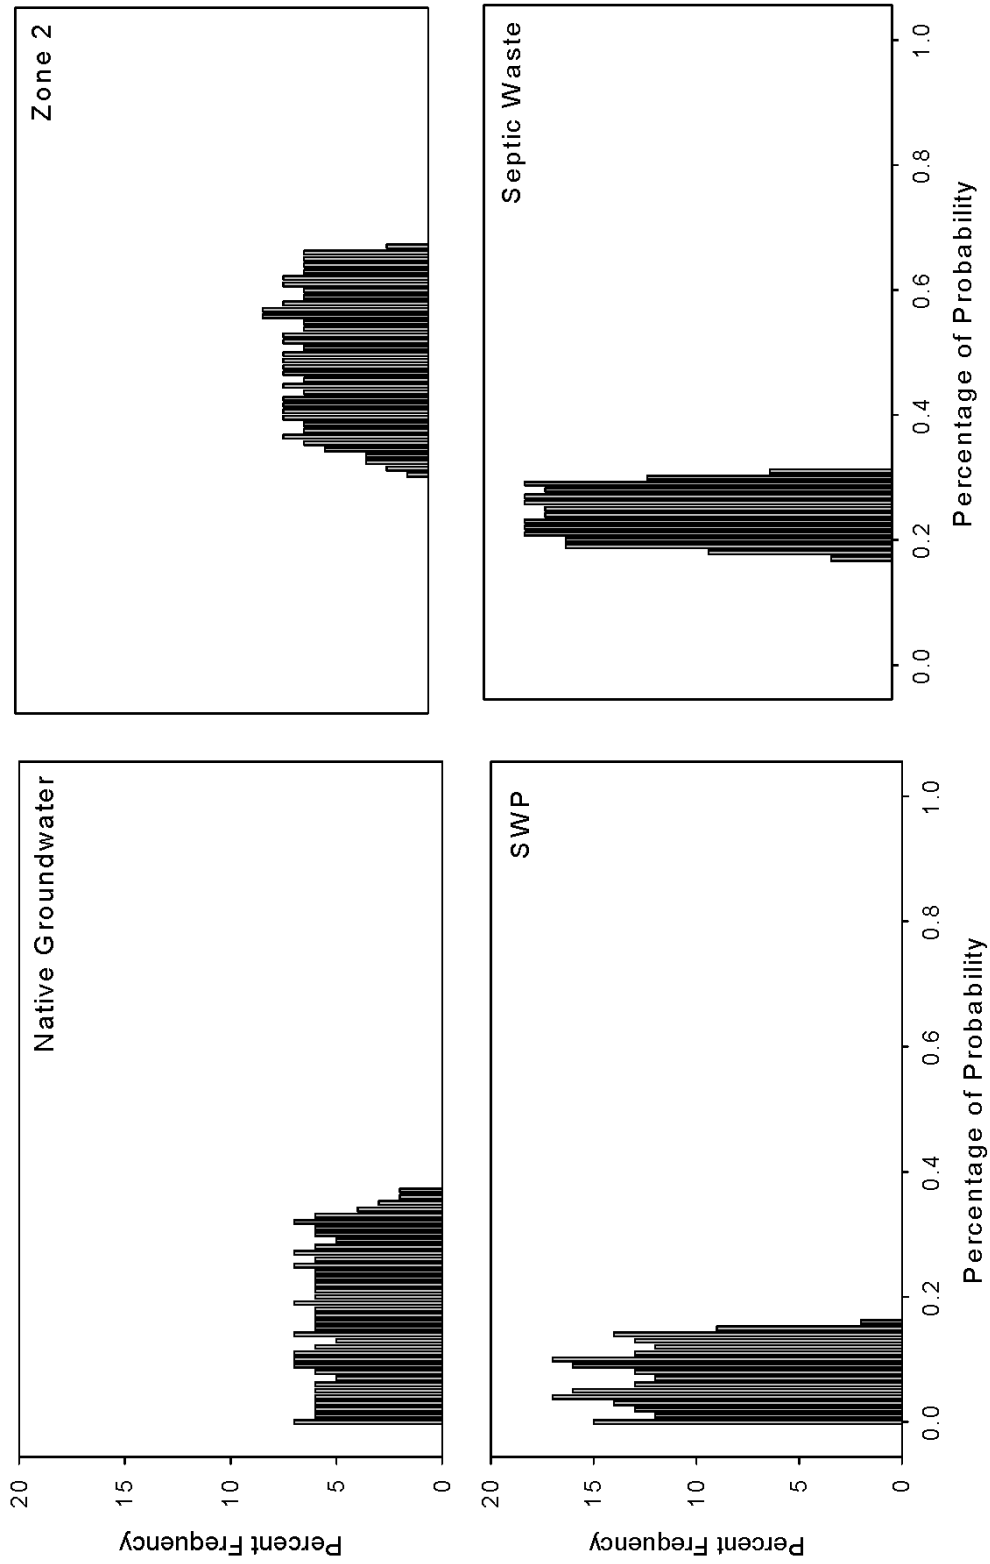 Native Groundwater
Zone 2
20
15
10
5
0
Percent Frequency
SWP
Septic Waste
20
15
10
5
0
Percent Frequency
0.0 0.2 0.4 0.6 0.8 1.0
Percentage of Probability
0.0 0.2 0.4 0.6 0.8 1.0
Percentage of Probability